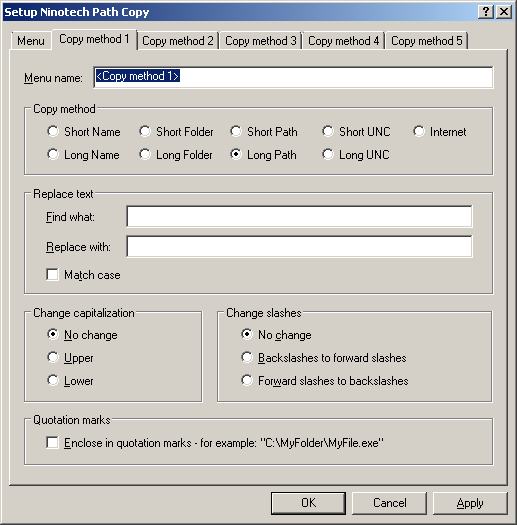 Setup Ninotech Path Copy
Menu Copy method 1 Copy method 2 Copy method 3 Copy method 4 Copy method 5
Menu name: <Copy method 1>
Copy method
Short Name Short Folder Short Path Short UNC Internet
Long Name Long Folder Long Path Long UNC
Replace text
Find what:
Replace with:
Match case
Change capitalization Change slashes
No change No change
Upper Backslashes to forward slashes
Lower Forward slashes to backslashes
Quotation marks
Enclose in quotation marks - for example: "C:\MyFolder\MyFile.exe"
OK Cancel Apply